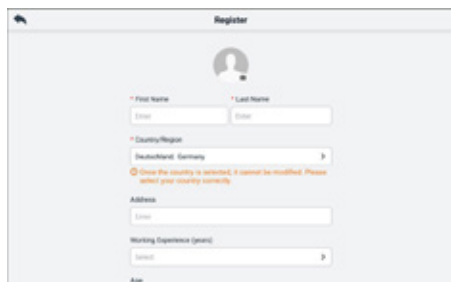 Register
* First Name
* Last Name
Enter
Enter
* Country/Region
Deutschland Germany
Once the country is selected, it cannot be modified. Please
select your country correctly.
Address
Enter
Working Experience (years)
Select
Age